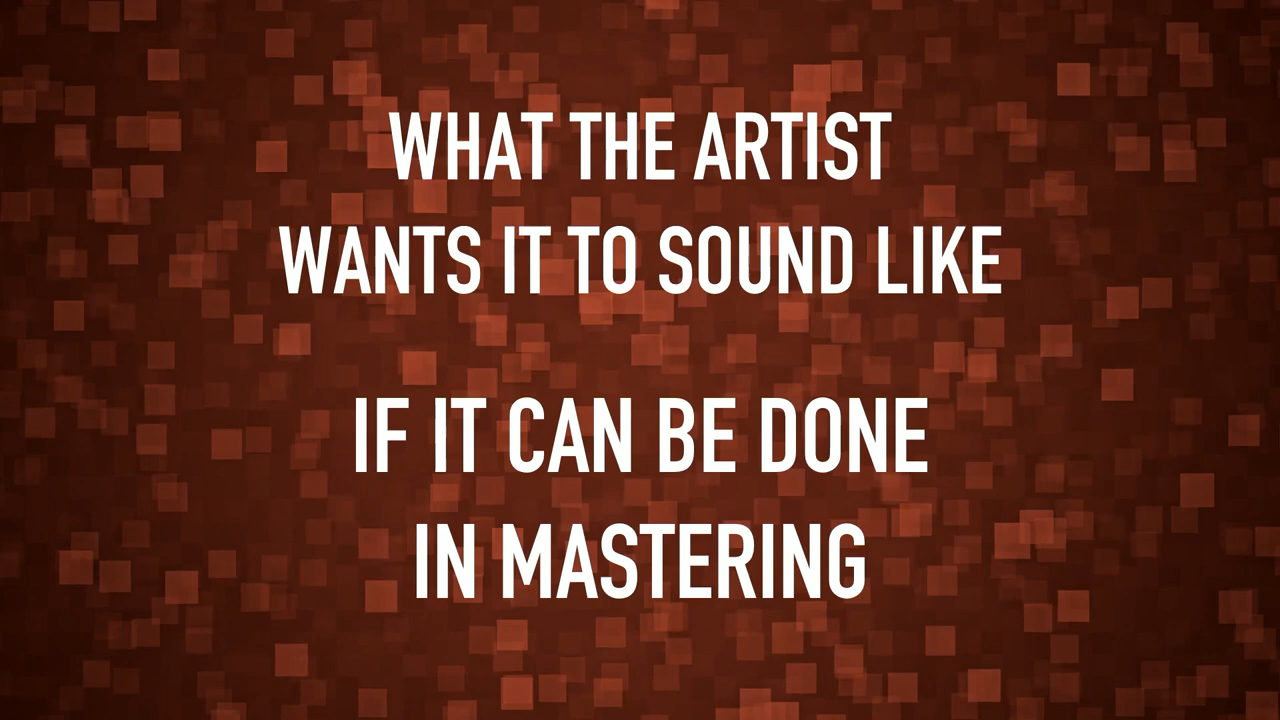 WHAT THE ARTIST
WANTS IT TO SOUND LIKE
IF IT CAN BE DONE
IN MASTERING